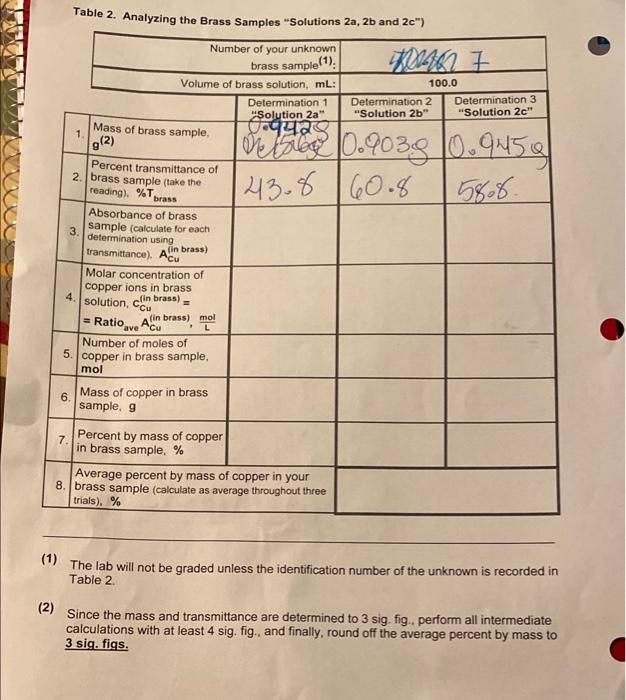 Table 2. Analyzing the Brass Samples "Solutions 2a, 2b and 2c")
Number of your unknown
brass sample(1):
7
Volume of brass solution, mL:
100.0
Determination 1
"Solution 2a"
Determination 2
"Solution 2b"
Determination 3
"Solution 2c"
1. Mass of brass sample,
g(2)
0.942g
0.903g
0.945g
2. Percent transmittance of
brass sample (take the
reading), %Tbrass
43.8
60.8
58.8
3. Absorbance of brass
sample (calculate for each
determination using
transmittance). ACu(in brass)
4. Molar concentration of
copper ions in brass
solution, cCu(in brass) =
= Ratioave ACu(in brass), mol/L
5. Number of moles of
copper in brass sample,
mol
6. Mass of copper in brass
sample, g
7. Percent by mass of copper
in brass sample, %
8. Average percent by mass of copper in your
brass sample (calculate as average throughout three
trials), %
(1) The lab will not be graded unless the identification number of the unknown is recorded in
Table 2.
(2) Since the mass and transmittance are determined to 3 sig. fig., perform all intermediate
calculations with at least 4 sig. fig., and finally, round off the average percent by mass to
3 sig. figs.